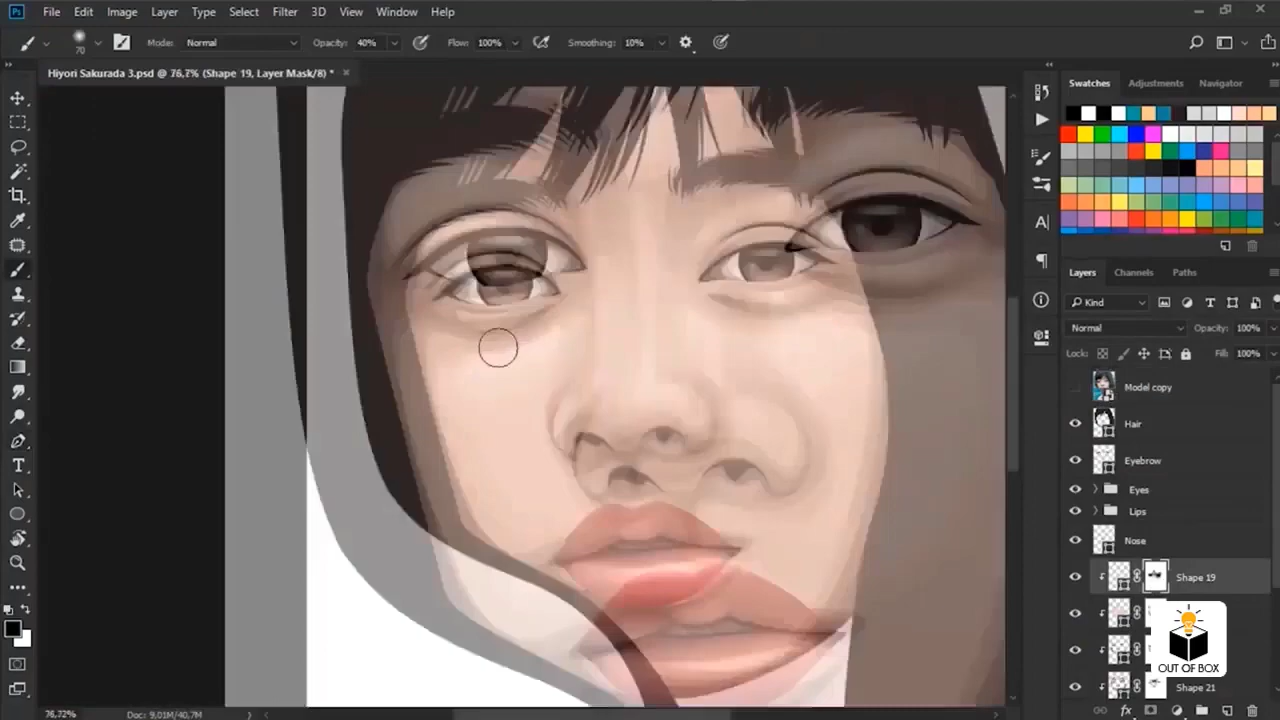 Ps File Edit Image Layer Type Select Filter 3D View Window Help
70 Mode: Normal Opacity: 40% Flow: 100% Smoothing: 10%
Hiyori Sakurada 3.psd @ 76,7% (Shape 19, Layer Mask/8) * ×
Swatches Adjustments Navigator
Layers Channels Paths
Kind
Normal Opacity: 100%
Lock: Fill: 100%
Model copy
Hair
Eyebrow
Eyes
Lips
Nose
Shape 19
OUT OF BOX
Shape 21
76,72% Doc: 9,01M/40,7M